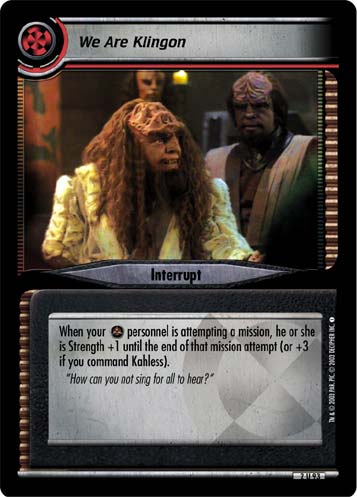 We Are Klingon
Interrupt
When your personnel is attempting a mission, he or she
is Strength +1 until the end of that mission attempt (or +3
if you command Kahless).
"How can you not sing for all to hear?"
TM & © 2003 PAR. PIC. © 2003 DECIPHER INC.
2 U 93